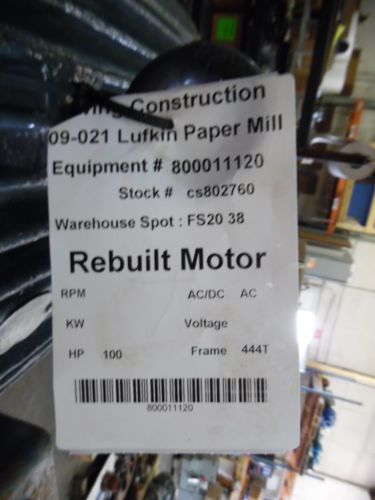 Construction
09-021 Lufkin Paper Mill
Equipment # 800011120
Stock # cs802760
Warehouse Spot : FS20 38
Rebuilt Motor
RPM AC/DC AC
KW Voltage
HP 100 Frame 444T
800011120